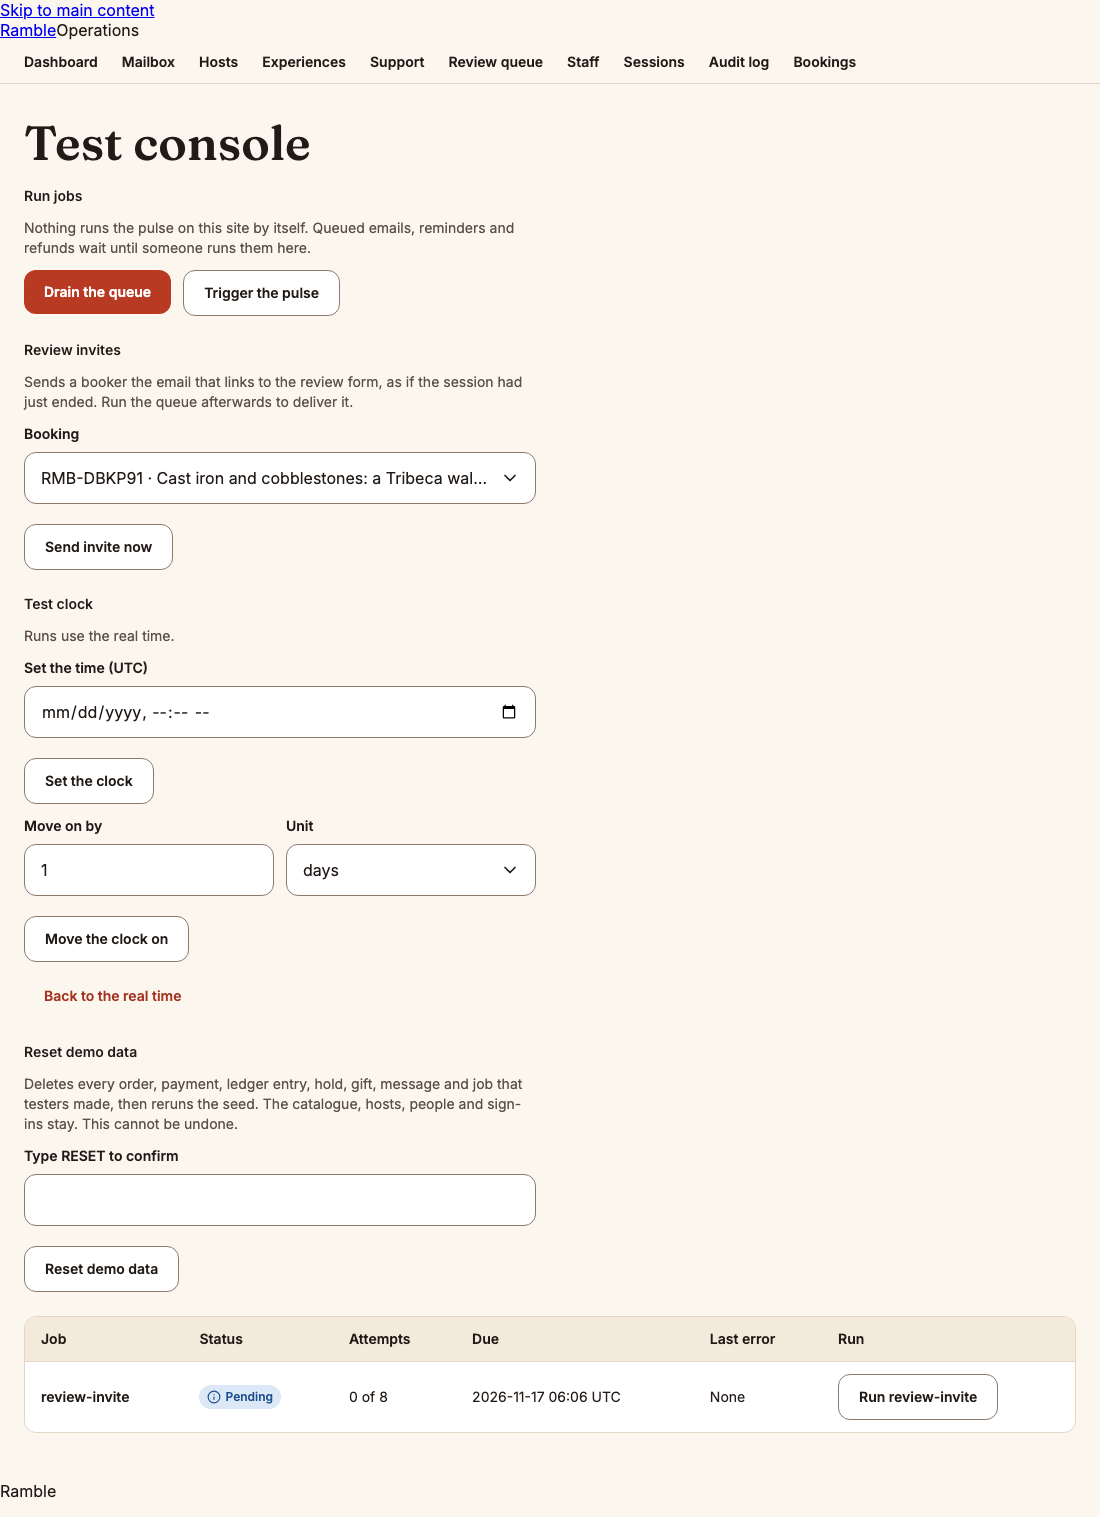 Skip to main content
RambleOperations
Dashboard Mailbox Hosts Experiences Support Review queue Staff Sessions Audit log Bookings
Test console
Run jobs
Nothing runs the pulse on this site by itself. Queued emails, reminders and
refunds wait until someone runs them here.
Drain the queue Trigger the pulse
Review invites
Sends a booker the email that links to the review form, as if the session had
just ended. Run the queue afterwards to deliver it.
Booking
RMB-DBKP91 · Cast iron and cobblestones: a Tribeca wal...
Send invite now
Test clock
Runs use the real time.
Set the time (UTC)
mm/dd/yyyy, --:-- --
Set the clock
Move on by Unit
1 days
Move the clock on
Back to the real time
Reset demo data
Deletes every order, payment, ledger entry, hold, gift, message and job that
testers made, then reruns the seed. The catalogue, hosts, people and sign-
ins stay. This cannot be undone.
Type RESET to confirm
Reset demo data
Job Status Attempts Due Last error Run
review-invite Pending 0 of 8 2026-11-17 06:06 UTC None Run review-invite
Ramble